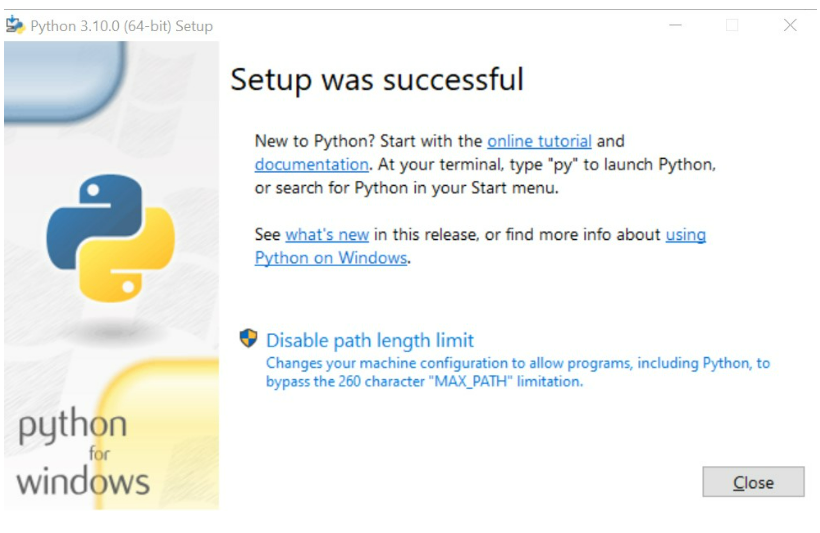 Python 3.10.0 (64-bit) Setup
Setup was successful
New to Python? Start with the online tutorial and
documentation. At your terminal, type "py" to launch Python,
or search for Python in your Start menu.
See what's new in this release, or find more info about using
Python on Windows.
Disable path length limit
Changes your machine configuration to allow programs, including Python, to
bypass the 260 character "MAX_PATH" limitation.
python
for
windows
Close